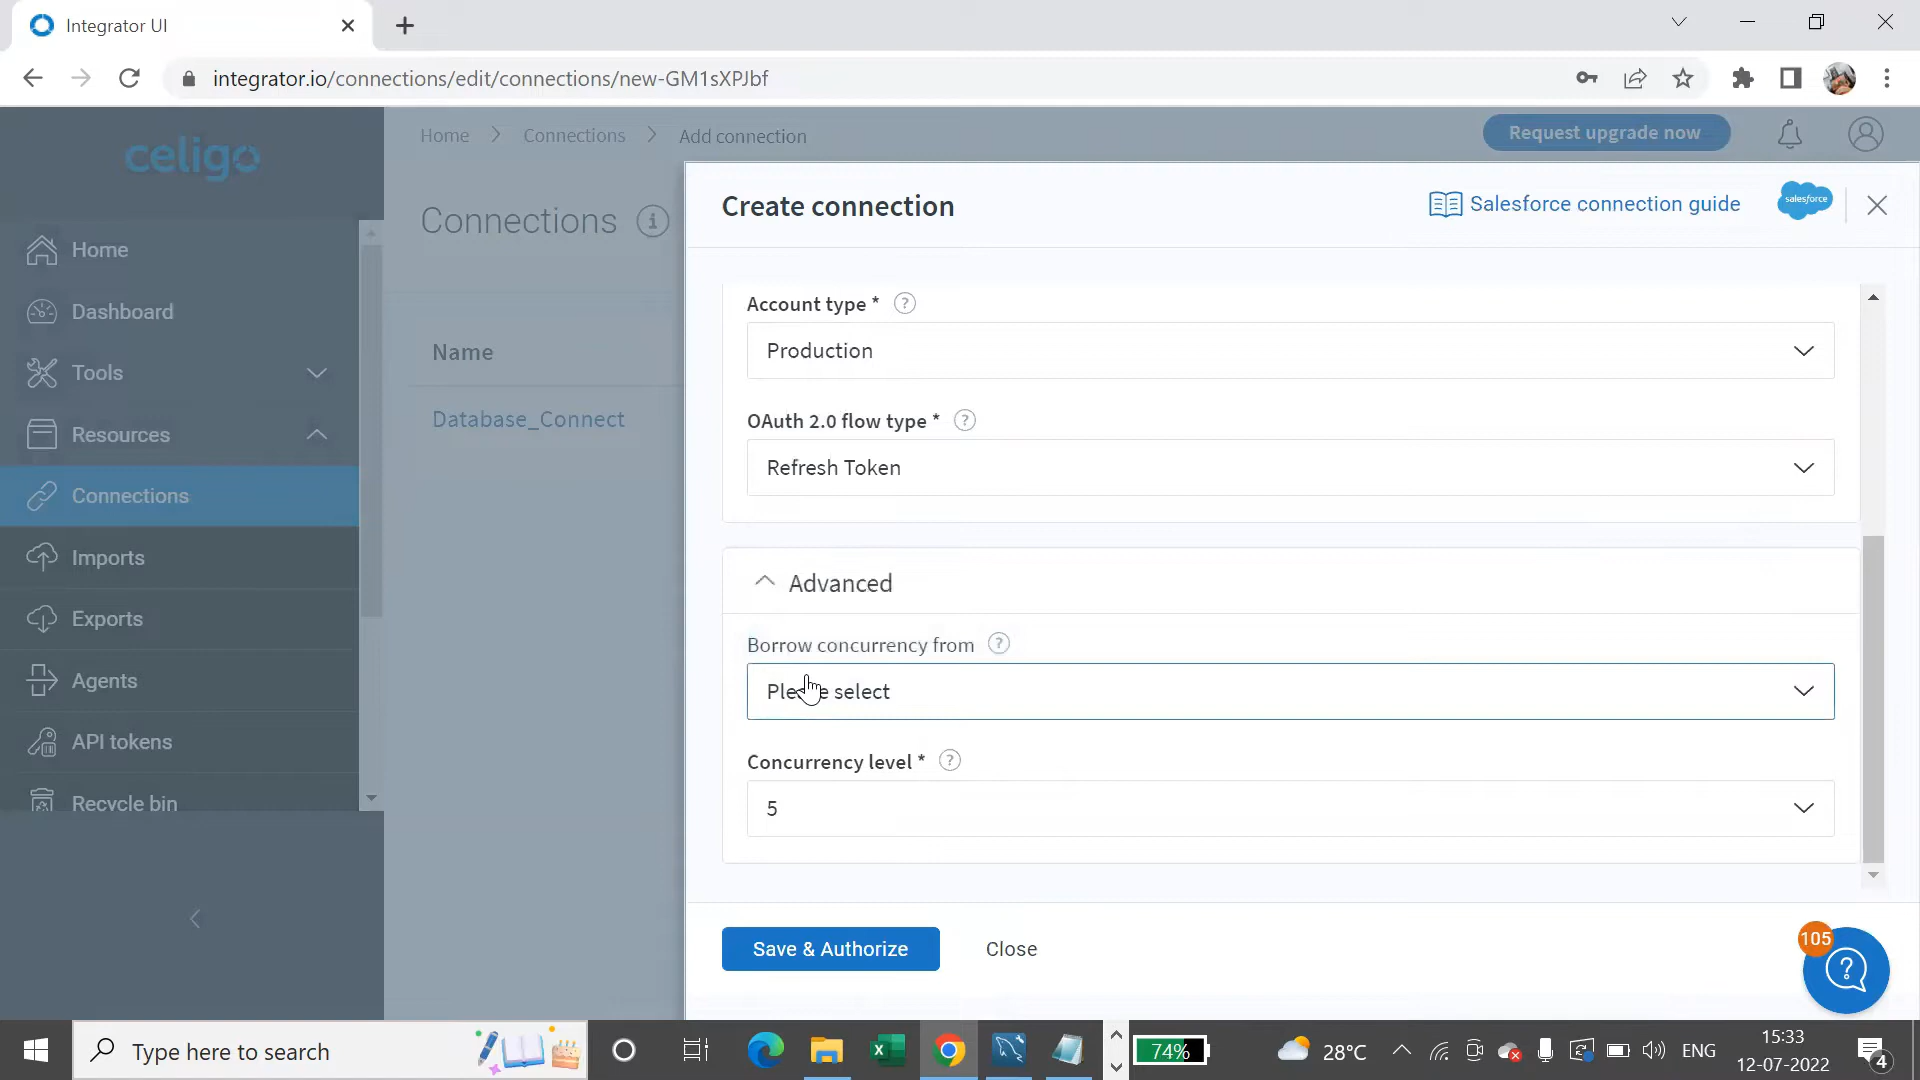 Integrator UI
integrator.io/connections/edit/connections/new-GM1sXPJbf
celigo
Home
Dashboard
Tools
Resources
Connections
Imports
Exports
Agents
API tokens
Recycle bin
Home > Connections > Add connection
Request upgrade now
Connections
Name
Database_Connect
Create connection
Salesforce connection guide
salesforce
Account type *
Production
OAuth 2.0 flow type *
Refresh Token
Advanced
Borrow concurrency from
Please select
Concurrency level *
5
Save & Authorize
Close
105
Type here to search
74%
28°C
ENG
15:33
12-07-2022
4